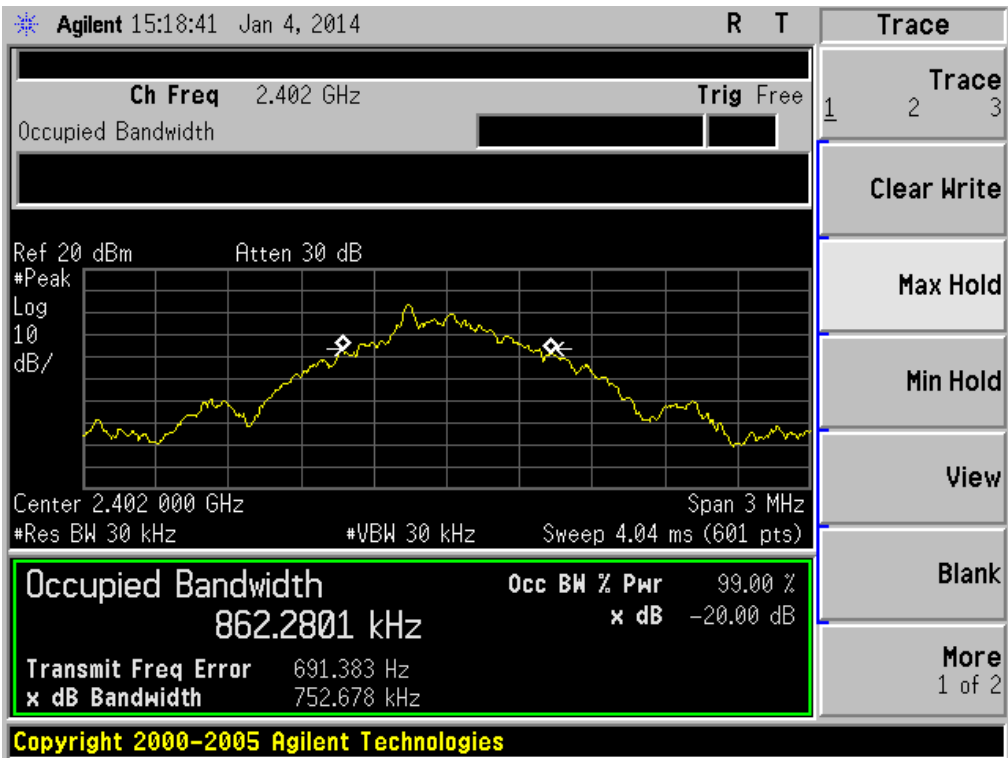 Agilent 15:18:41 Jan 4, 2014 R T
Trace
Ch Freq 2.402 GHz Trig Free
Occupied Bandwidth
Ref 20 dBm Atten 30 dB
#Peak
Log
10
dB/
Center 2.402 000 GHz Span 3 MHz
#Res BW 30 kHz #VBW 30 kHz Sweep 4.04 ms (601 pts)
Occupied Bandwidth
862.2801 kHz
Occ BW % Pwr 99.00 %
x dB -20.00 dB
Transmit Freq Error 691.383 Hz
x dB Bandwidth 752.678 kHz
Copyright 2000-2005 Agilent Technologies
Trace
1 2 3
Clear Write
Max Hold
Min Hold
View
Blank
More
1 of 2